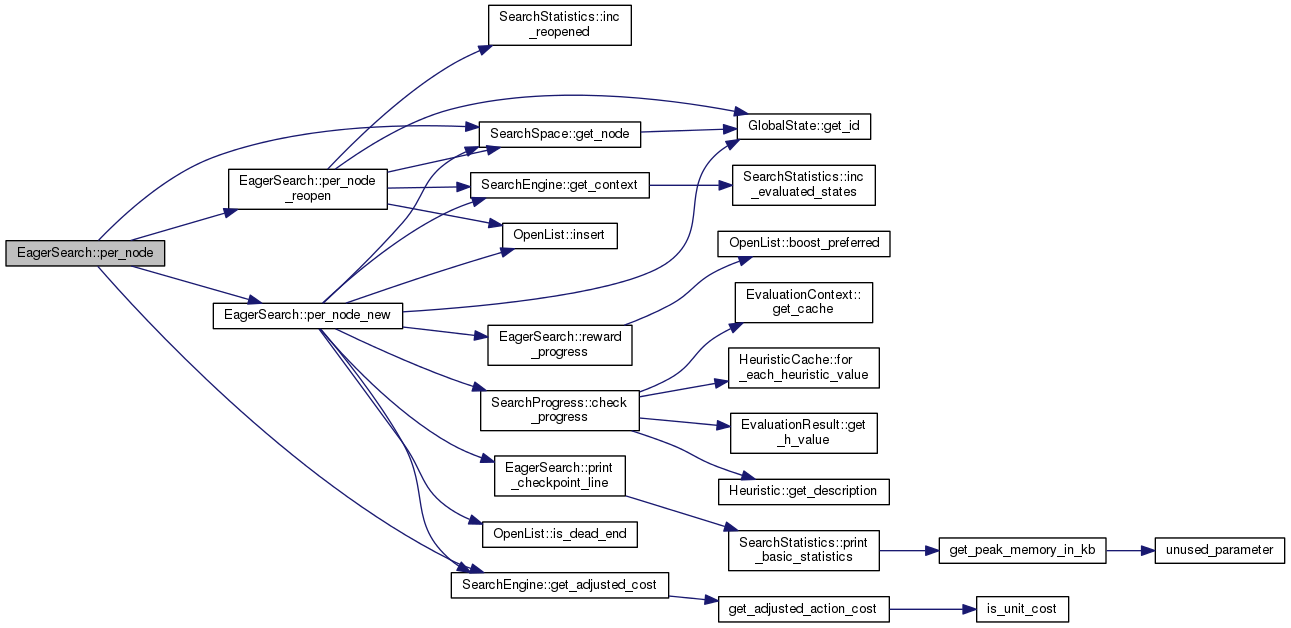 SearchStatistics::inc
_reopened
GlobalState::get_id
SearchSpace::get_node
EagerSearch::per_node
_reopen
SearchEngine::get_context
SearchStatistics::inc
_evaluated_states
OpenList::insert
OpenList::boost_preferred
EagerSearch::per_node
EagerSearch::per_node_new
EvaluationContext::
get_cache
EagerSearch::reward
_progress
HeuristicCache::for
_each_heuristic_value
SearchProgress::check
_progress
EvaluationResult::get
_h_value
EagerSearch::print
_checkpoint_line
Heuristic::get_description
OpenList::is_dead_end
SearchStatistics::print
_basic_statistics
get_peak_memory_in_kb
unused_parameter
SearchEngine::get_adjusted_cost
get_adjusted_action_cost
is_unit_cost